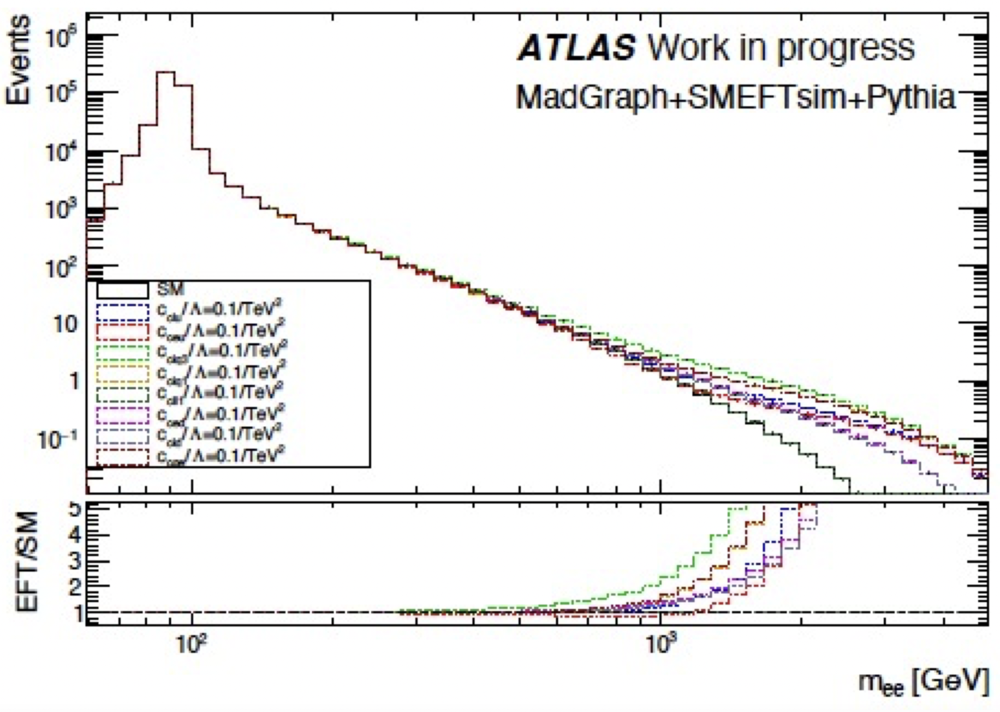 Events
10⁶
10⁵
10⁴
10³
10²
10
1
10⁻¹
ATLAS Work in progress
MadGraph+SMEFTsim+Pythia
SM
/Λ=0.1/TeV²
/Λ=0.1/TeV²
/Λ=0.1/TeV²
/Λ=0.1/TeV²
/Λ=0.1/TeV²
/Λ=0.1/TeV²
/Λ=0.1/TeV²
/Λ=0.1/TeV²
EFT/SM
5
4
3
2
1
10² 10³
mₑₑ [GeV]